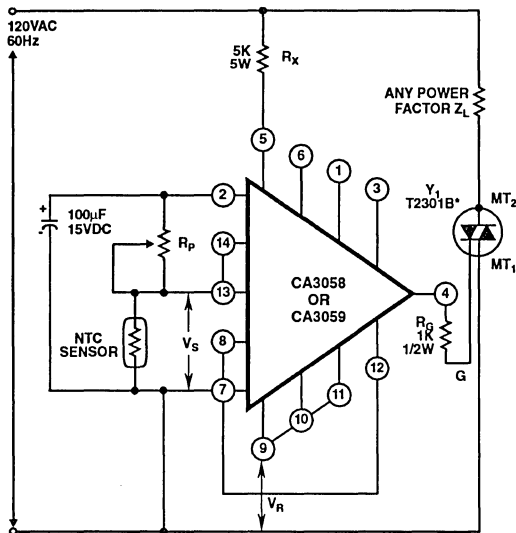 120VAC
60Hz
5K
5W
RX
ANY POWER
FACTOR ZL
5
6
1
3
2
Y1
T2301B*
MT2
MT1
+
-
100μF
15VDC
RP
14
13
CA3058
OR
CA3059
4
NTC
SENSOR
VS
8
7
RG
1K
1/2W
G
12
11
10
9
VR